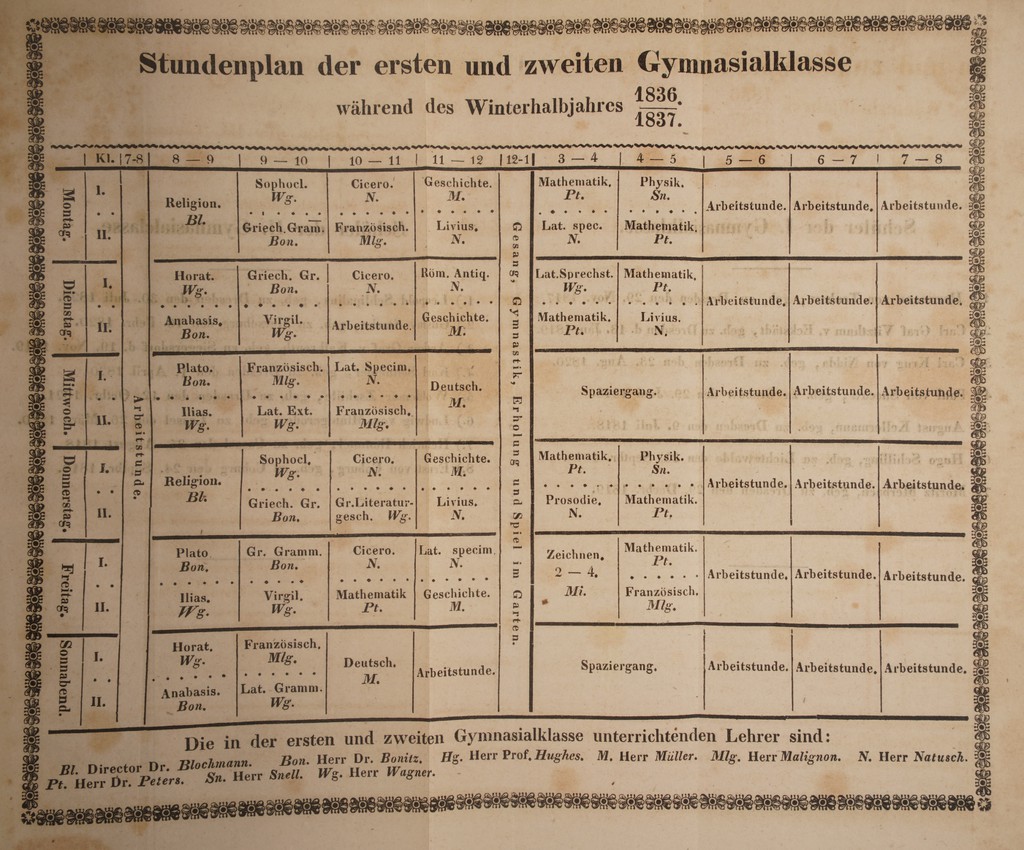 Stundenplan der ersten und zweiten Gymnasialklasse
während des Winterhalbjahres 1836./1837.
Kl. 7-8 8 — 9 9 — 10 10 — 11 11 — 12 12-1 3 — 4 4 — 5 5 — 6 6 — 7 7 — 8
Arbeitstunde.
Gesang, Gymnastik, Erholung und Spiel im Garten.
Montag.
I.
Religion. Bl.
Sophocl. Wg.
Cicero. N.
Geschichte. M.
Mathematik. Pt.
Physik. Sn.
Arbeitstunde. Arbeitstunde. Arbeitstunde.
II.
Griech. Gram. Bon.
Französisch. Mlg.
Livius. N.
Lat. spec. N.
Mathematik. Pt.
Dienstag.
I.
Horat. Wg.
Griech. Gr. Bon.
Cicero. N.
Röm. Antiq. N.
Lat. Sprechst. Wg.
Mathematik. Pt.
Arbeitstunde. Arbeitstunde. Arbeitstunde.
II.
Anabasis. Bon.
Virgil. Wg.
Arbeitstunde.
Geschichte. M.
Mathematik. Pt.
Livius. N.
Mittwoch.
I.
Plato. Bon.
Französisch. Mlg.
Lat. Specim. N.
Deutsch. M.
Spaziergang.
Arbeitstunde. Arbeitstunde. Arbeitstunde.
II.
Ilias. Wg.
Lat. Ext. Wg.
Französisch. Mlg.
Donnerstag.
I.
Religion. Bl.
Sophocl. Wg.
Cicero. N.
Geschichte. M.
Mathematik. Pt.
Physik. Sn.
Arbeitstunde. Arbeitstunde. Arbeitstunde.
II.
Griech. Gr. Bon.
Gr. Literatur-
gesch. Wg.
Livius. N.
Prosodie. N.
Mathematik. Pt.
Freitag.
I.
Plato Bon.
Gr. Gramm. Bon.
Cicero. N.
Lat. specim. N.
Zeichnen.
2 — 4.
Mi.
Mathematik. Pt.
Arbeitstunde. Arbeitstunde. Arbeitstunde.
II.
Ilias. Wg.
Virgil. Wg.
Mathematik Pt.
Geschichte. M.
Französisch. Mlg.
Sonnabend.
I.
Horat. Wg.
Französisch. Mlg.
Deutsch. M.
Arbeitstunde.
Spaziergang.
Arbeitstunde. Arbeitstunde. Arbeitstunde.
II.
Anabasis. Bon.
Lat. Gramm. Wg.
Die in der ersten und zweiten Gymnasialklasse unterrichtenden Lehrer sind:
Bl. Director Dr. Blochmann. Bon. Herr Dr. Bonitz. Hg. Herr Prof. Hughes. M. Herr Müller. Mlg. Herr Malignon. N. Herr Natusch.
Pt. Herr Dr. Peters. Sn. Herr Snell. Wg. Herr Wagner.